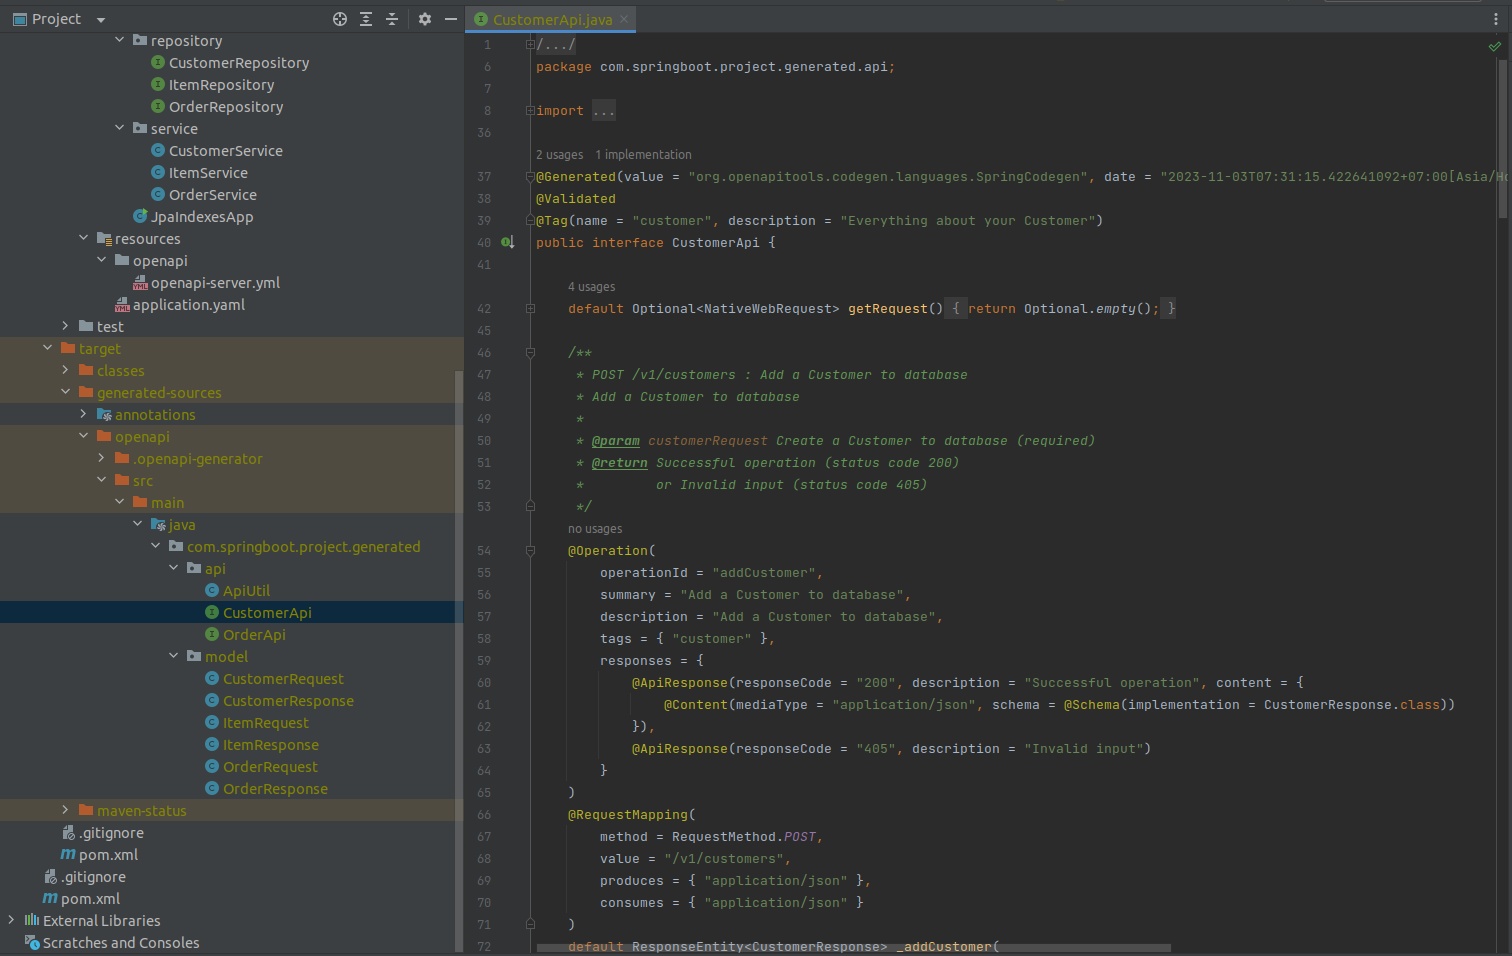 Project
CustomerApi.java
repository
CustomerRepository
ItemRepository
OrderRepository
service
CustomerService
ItemService
OrderService
JpaIndexesApp
resources
openapi
openapi-server.yml
application.yaml
test
target
classes
generated-sources
annotations
openapi
.openapi-generator
src
main
java
com.springboot.project.generated
api
ApiUtil
CustomerApi
OrderApi
model
CustomerRequest
CustomerResponse
ItemRequest
ItemResponse
OrderRequest
OrderResponse
maven-status
.gitignore
pom.xml
.gitignore
pom.xml
External Libraries
Scratches and Consoles
1 /.../
6 package com.springboot.project.generated.api;
7
8 import ...
36
2 usages 1 implementation
37 @Generated(value = "org.openapitools.codegen.languages.SpringCodegen", date = "2023-11-03T07:31:15.422641092+07:00[Asia/Ho
38 @Validated
39 @Tag(name = "customer", description = "Everything about your Customer")
40 public interface CustomerApi {
41
4 usages
42 default Optional<NativeWebRequest> getRequest() { return Optional.empty(); }
45
46 /**
47 * POST /v1/customers : Add a Customer to database
48 * Add a Customer to database
49 *
50 * @param customerRequest Create a Customer to database (required)
51 * @return Successful operation (status code 200)
52 * or Invalid input (status code 405)
53 */
no usages
54 @Operation(
55 operationId = "addCustomer",
56 summary = "Add a Customer to database",
57 description = "Add a Customer to database",
58 tags = { "customer" },
59 responses = {
60 @ApiResponse(responseCode = "200", description = "Successful operation", content = {
61 @Content(mediaType = "application/json", schema = @Schema(implementation = CustomerResponse.class))
62 }),
63 @ApiResponse(responseCode = "405", description = "Invalid input")
64 }
65 )
66 @RequestMapping(
67 method = RequestMethod.POST,
68 value = "/v1/customers",
69 produces = { "application/json" },
70 consumes = { "application/json" }
71 )
72 default ResponseEntity<CustomerResponse> _addCustomer(